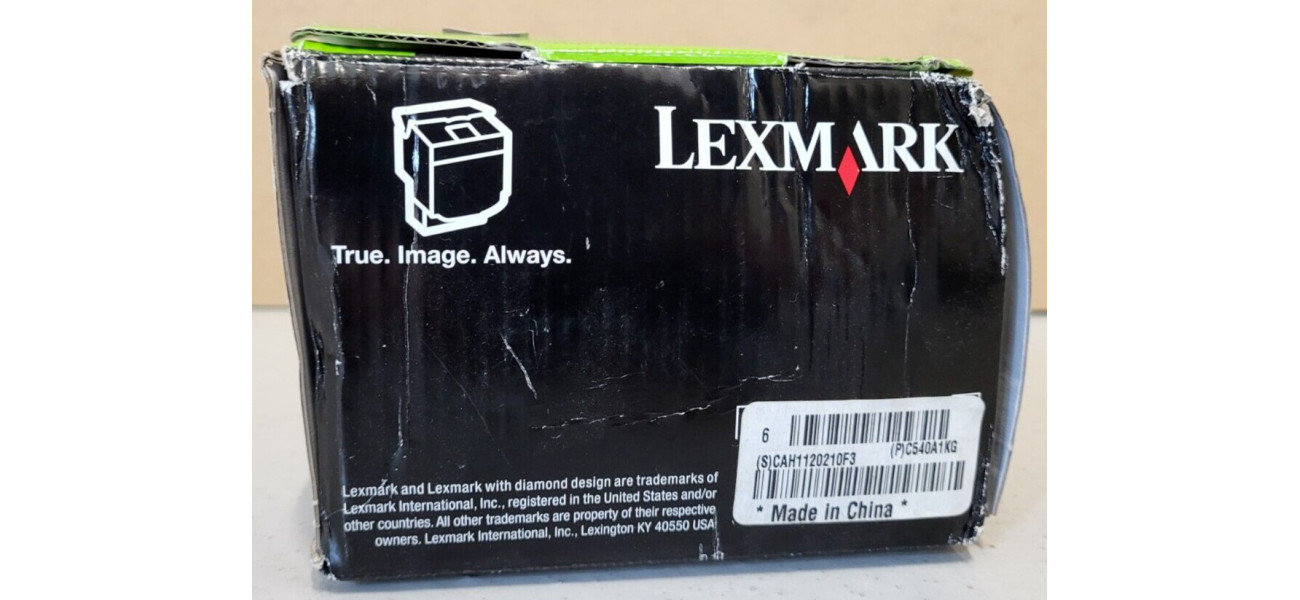 LEXMARK
True. Image. Always.
6
(S)CAH1120210F3 (P)C540A1KG
* Made in China *
Lexmark and Lexmark with diamond design are trademarks of
Lexmark International, Inc., registered in the United States and/or
other countries. All other trademarks are property of their respective
owners. Lexmark International, Inc., Lexington KY 40550 USA